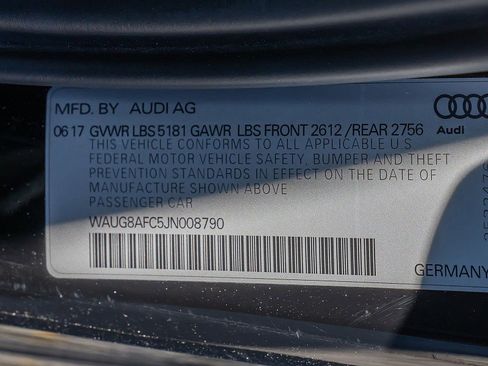 MFD. BY AUDI AG
06 17 GVWR LBS 5181 GAWR LBS FRONT 2612 / REAR 2756
THIS VEHICLE CONFORMS TO ALL APPLICABLE U.S
FEDERAL MOTOR VEHICLE SAFETY, BUMPER AND THEFT
PREVENTION STANDARDS IN EFFECT ON THE DATE OF
MANUFACTURE SHOWN ABOVE
PASSENGER CAR
WAUG8AFC5JN008790
Audi
GERMANY